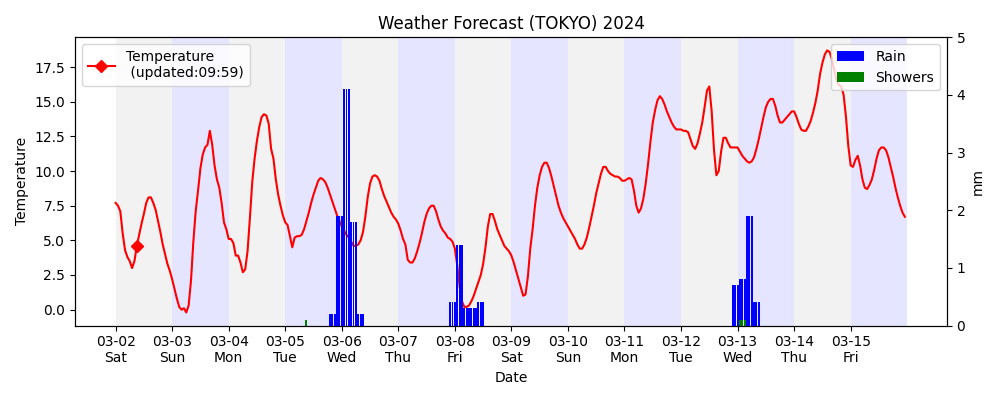 Weather Forecast (TOKYO) 2024
Temperature
(updated:09:59)
Rain
Showers
Temperature
17.5
15.0
12.5
10.0
7.5
5.0
2.5
0.0
5
4
3
2
1
0
mm
03-02 03-03 03-04 03-05 03-06 03-07 03-08 03-09 03-10 03-11 03-12 03-13 03-14 03-15
Sat Sun Mon Tue Wed Thu Fri Sat Sun Mon Tue Wed Thu Fri
Date